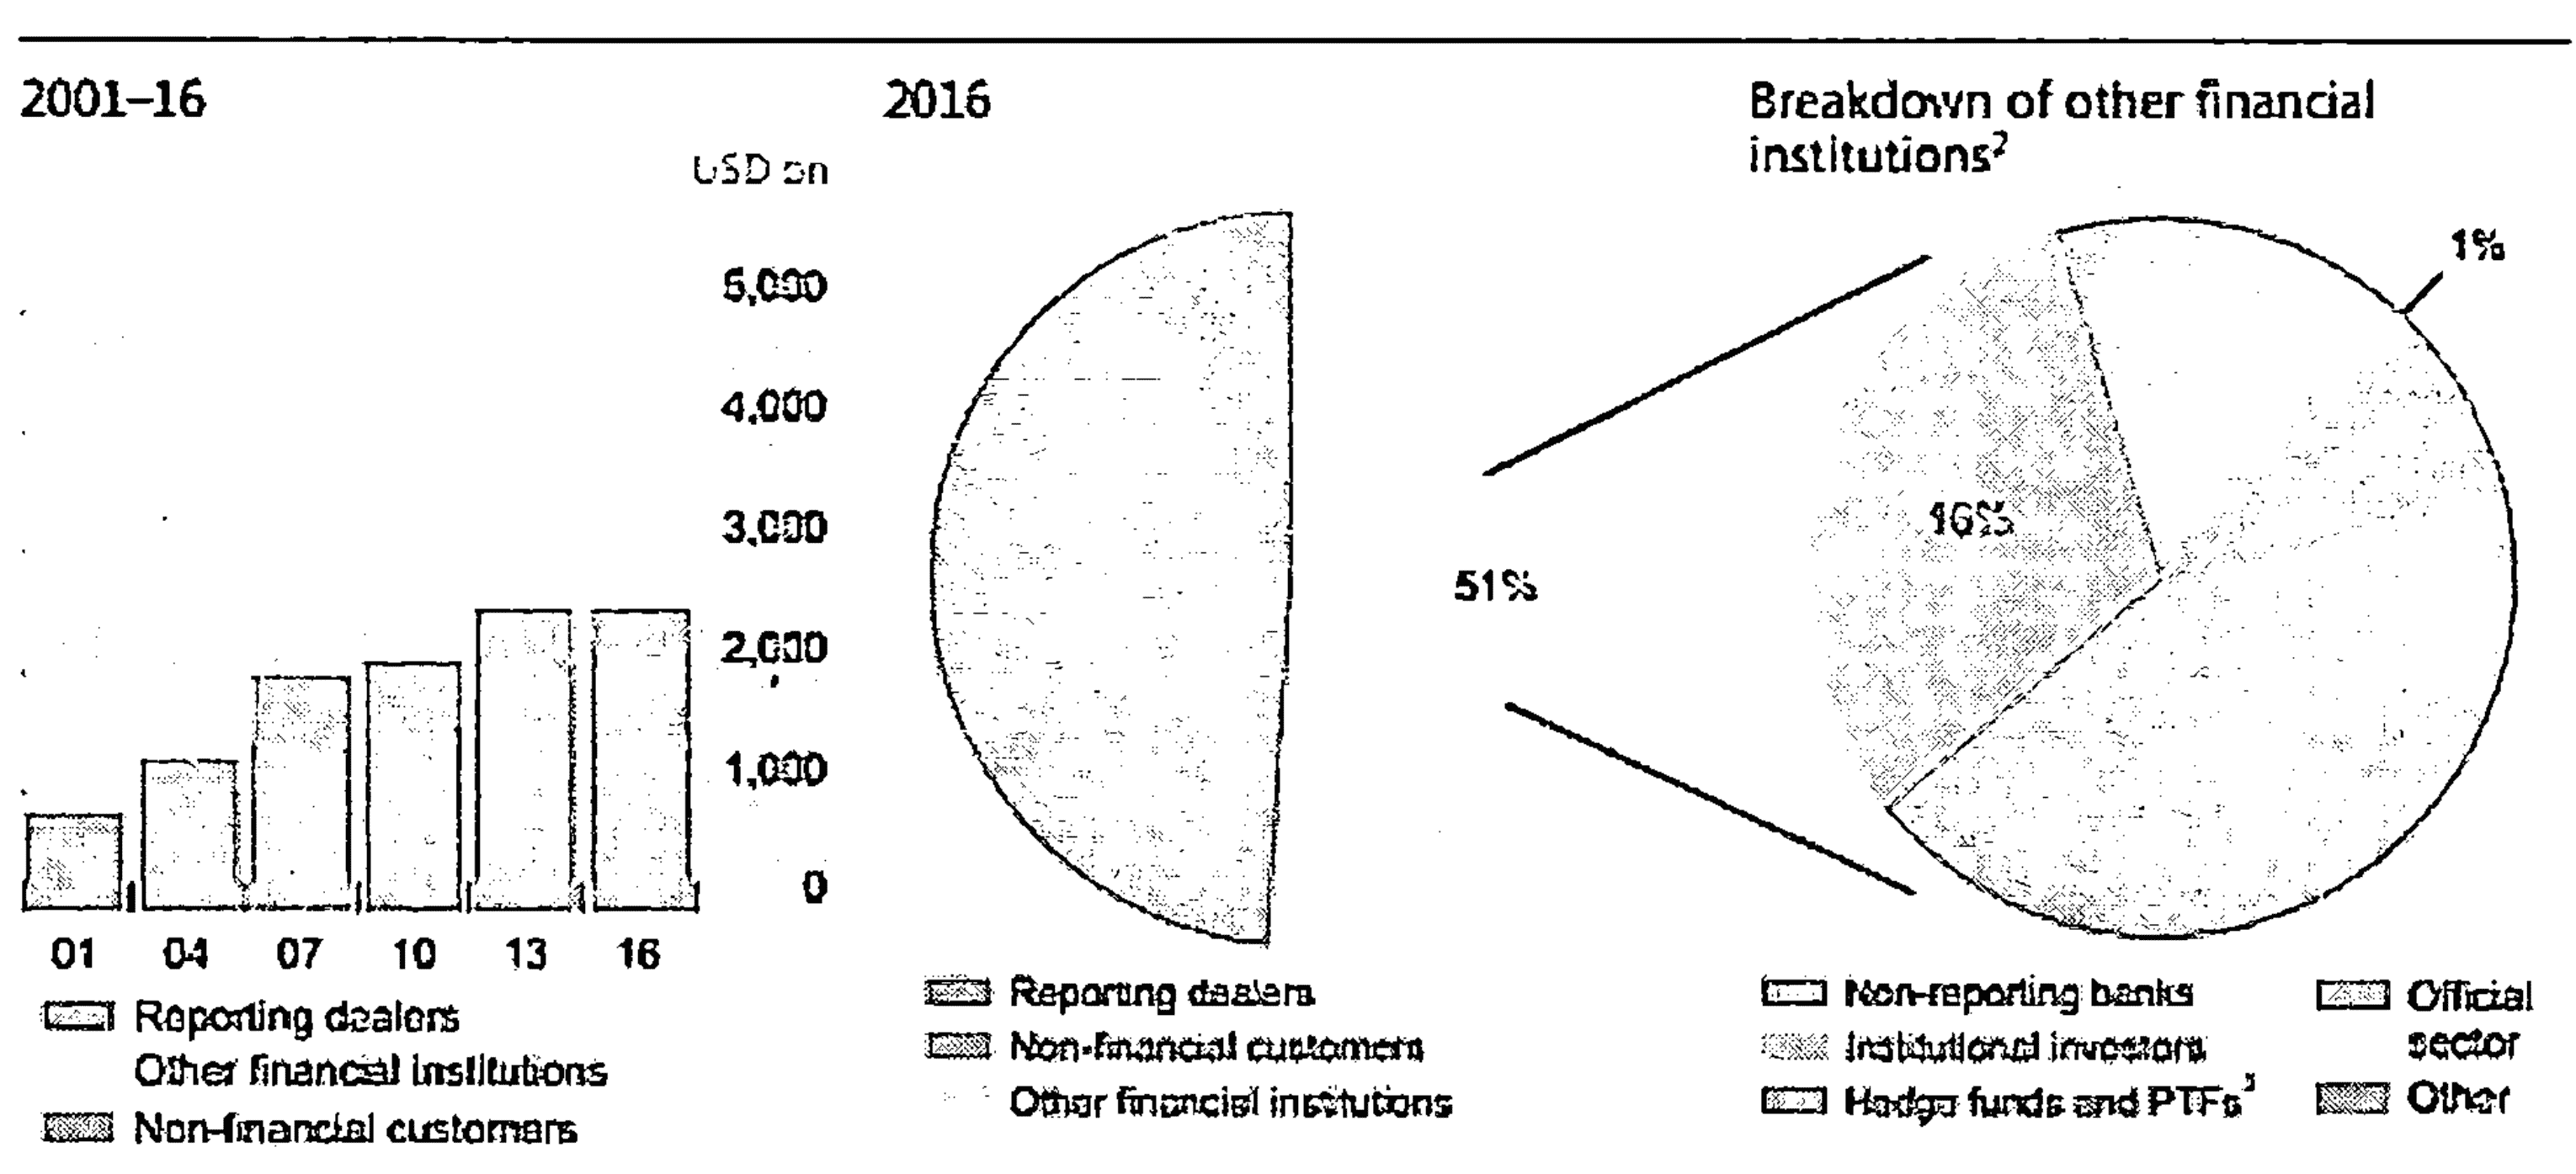 2001–16
USD bn
5,000
4,000
3,000
2,000
1,000
0
01 04 07 10 13 16
Reporting dealers
Other financial institutions
Non-financial customers
2016
51%
Reporting dealers
Non-financial customers
Other financial institutions
Breakdown of other financial
institutions²
1%
16%
Non-reporting banks
Institutional investors
Hedge funds and PTFs³
Official
sector
Other